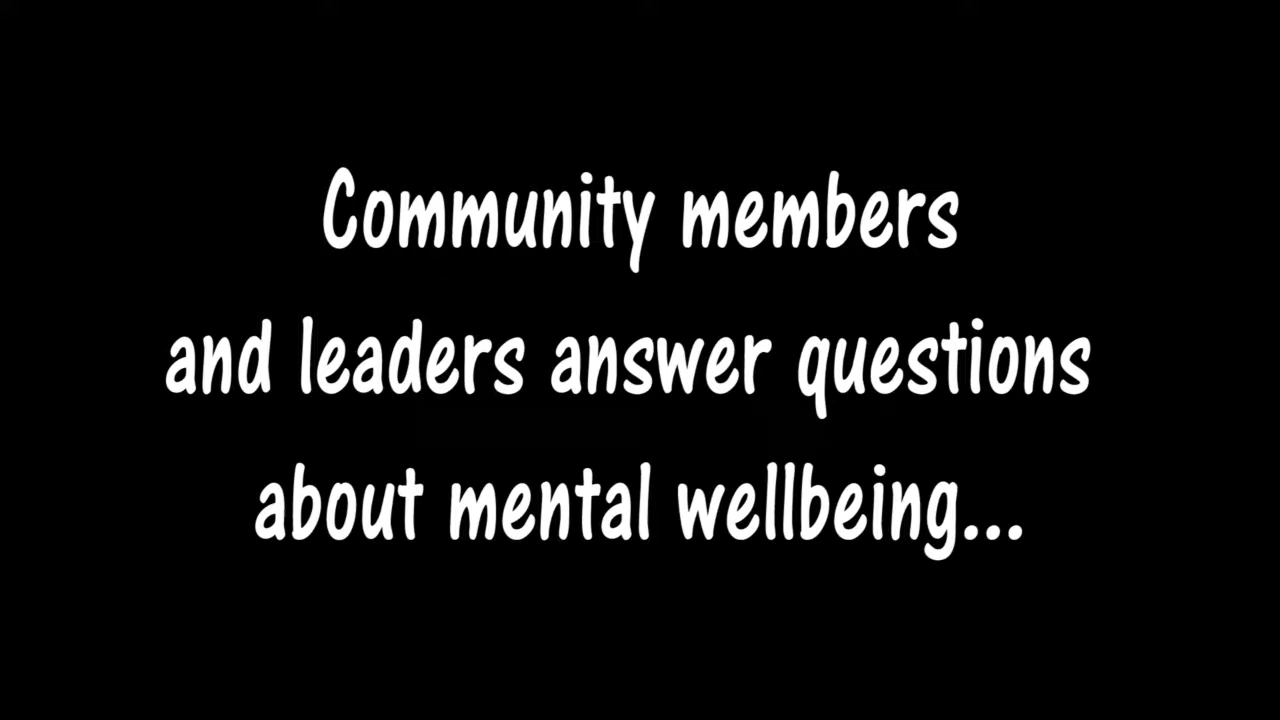 Community members
and leaders answer questions
about mental wellbeing...